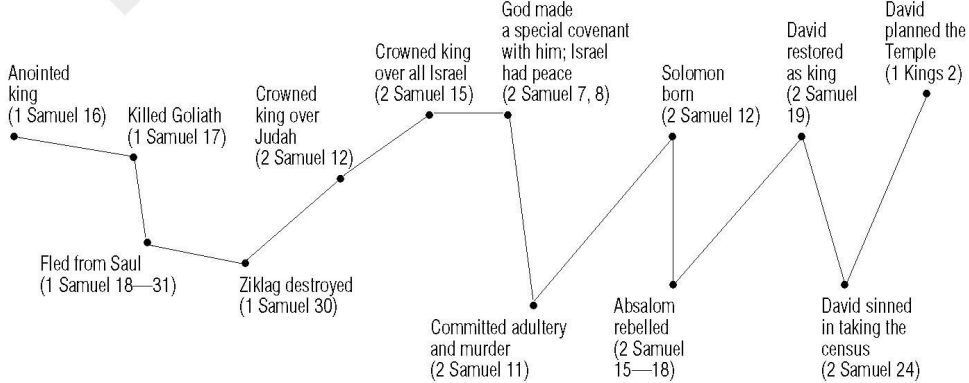 Anointed
king
(1 Samuel 16)
Killed Goliath
(1 Samuel 17)
Fled from Saul
(1 Samuel 18—31)
Ziklag destroyed
(1 Samuel 30)
Crowned
king over
Judah
(2 Samuel 12)
Crowned king
over all Israel
(2 Samuel 15)
God made
a special covenant
with him; Israel
had peace
(2 Samuel 7, 8)
Committed adultery
and murder
(2 Samuel 11)
Solomon
born
(2 Samuel 12)
Absalom
rebelled
(2 Samuel
15—18)
David
restored
as king
(2 Samuel
19)
David sinned
in taking the
census
(2 Samuel 24)
David
planned the
Temple
(1 Kings 2)